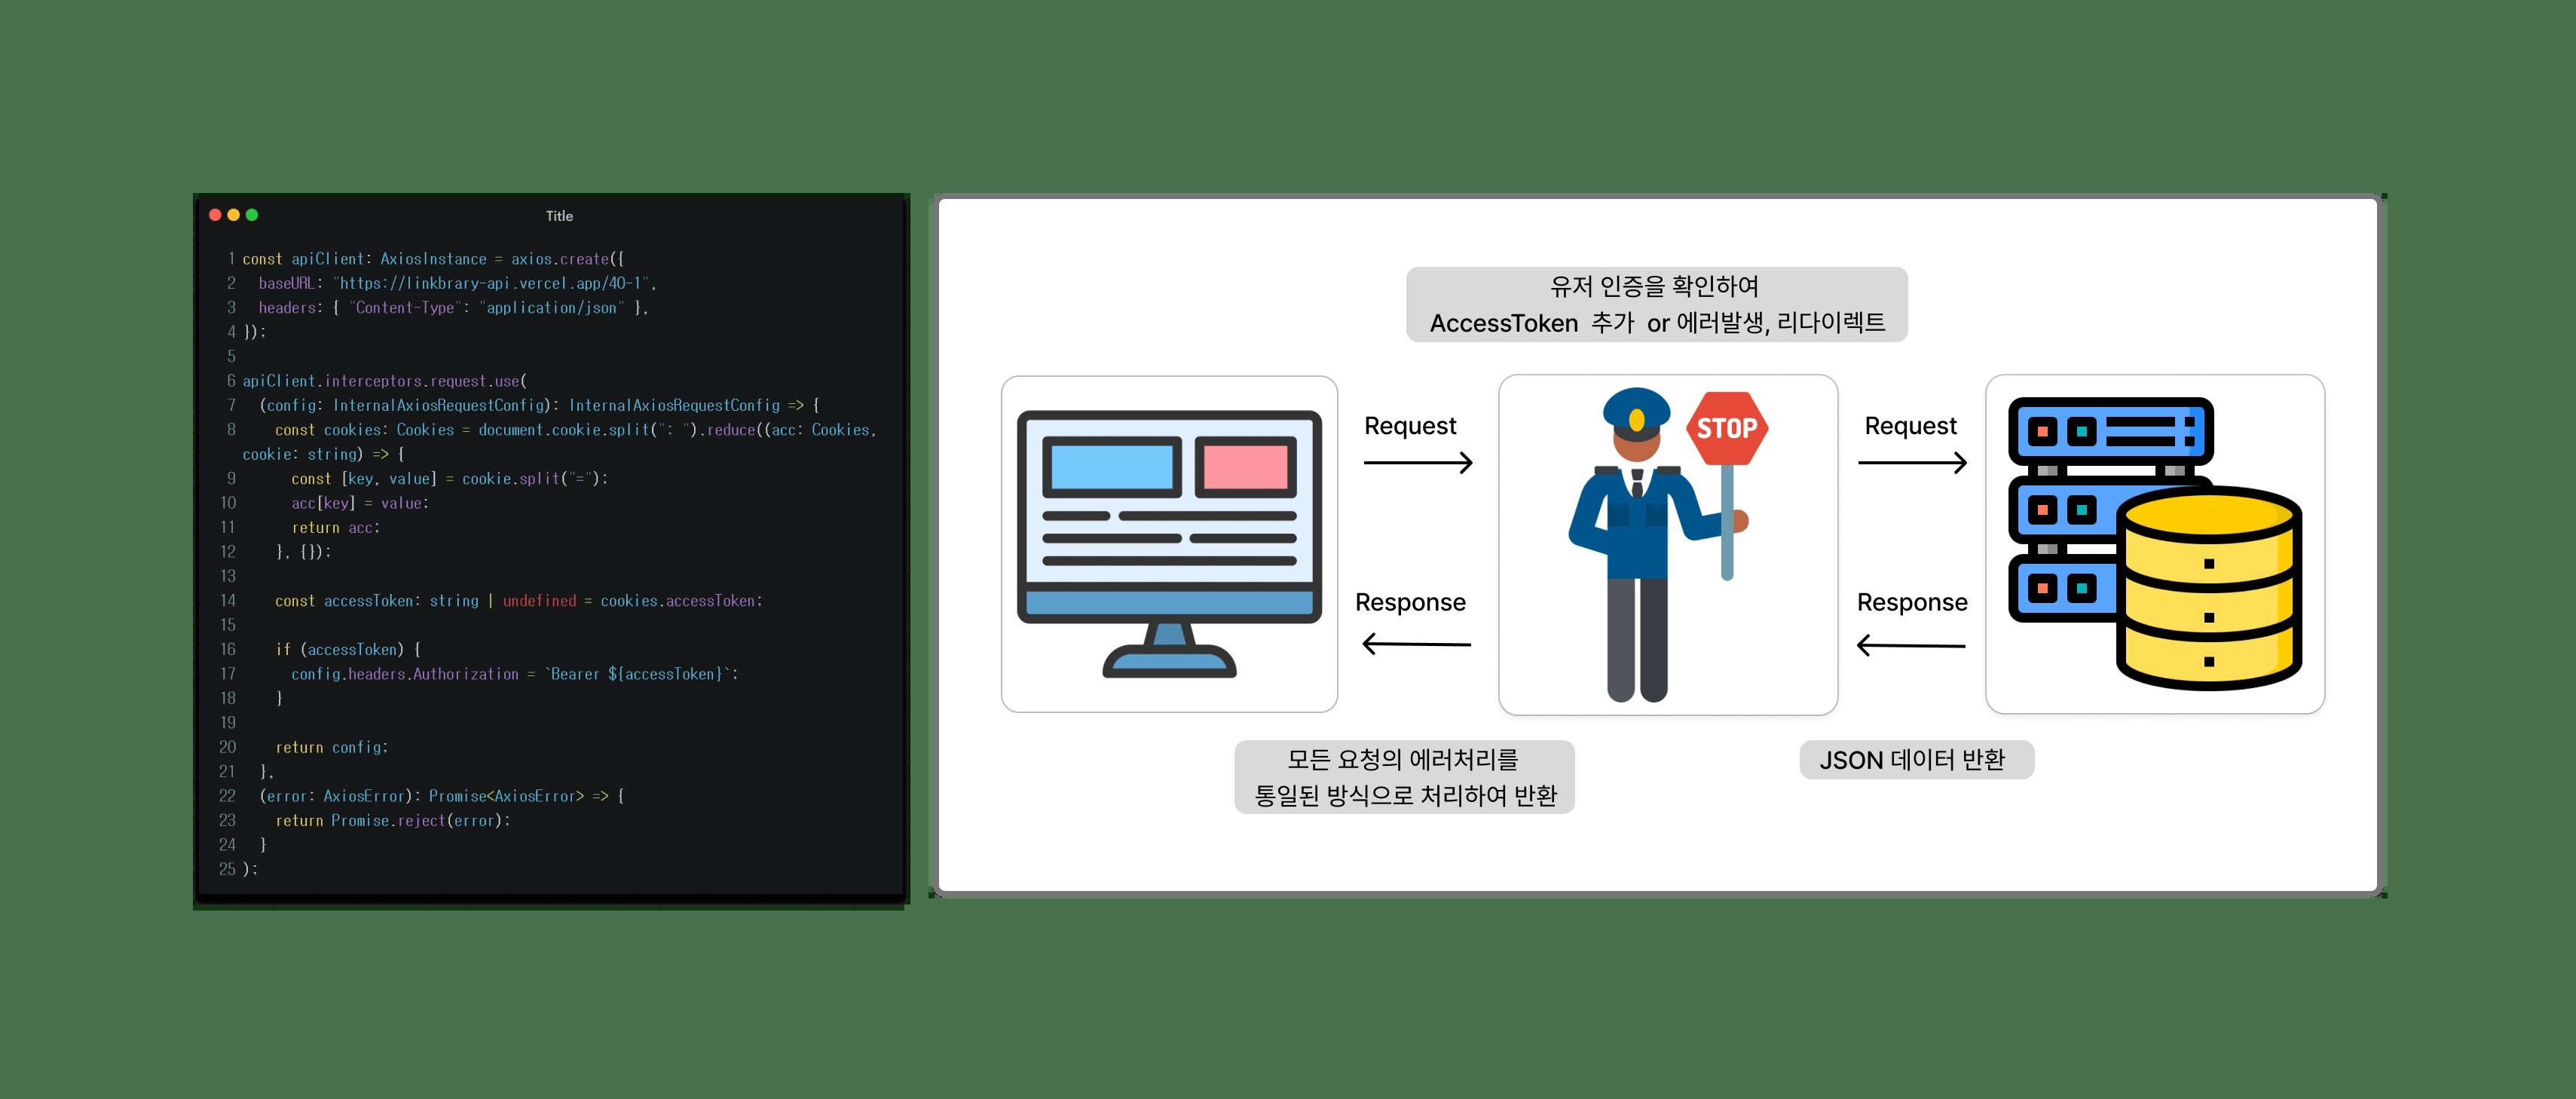 Title
1 const apiClient: AxiosInstance = axios.create({
2   baseURL: "https://linkbrary-api.vercel.app/40-1",
3   headers: { "Content-Type": "application/json" },
4 });
5
6 apiClient.interceptors.request.use(
7   (config: InternalAxiosRequestConfig): InternalAxiosRequestConfig => {
8     const cookies: Cookies = document.cookie.split("; ").reduce((acc: Cookies,
cookie: string) => {
9       const [key, value] = cookie.split("=");
10       acc[key] = value;
11       return acc;
12     }, {});
13
14     const accessToken: string | undefined = cookies.accessToken;
15
16     if (accessToken) {
17       config.headers.Authorization = `Bearer ${accessToken}`;
18     }
19
20     return config;
21   },
22   (error: AxiosError): Promise<AxiosError> => {
23     return Promise.reject(error);
24   }
25 );
유저 인증을 확인하여
AccessToken 추가 or 에러발생, 리다이렉트
Request
STOP
Request
Response
Response
모든 요청의 에러처리를
통일된 방식으로 처리하여 반환
JSON 데이터 반환